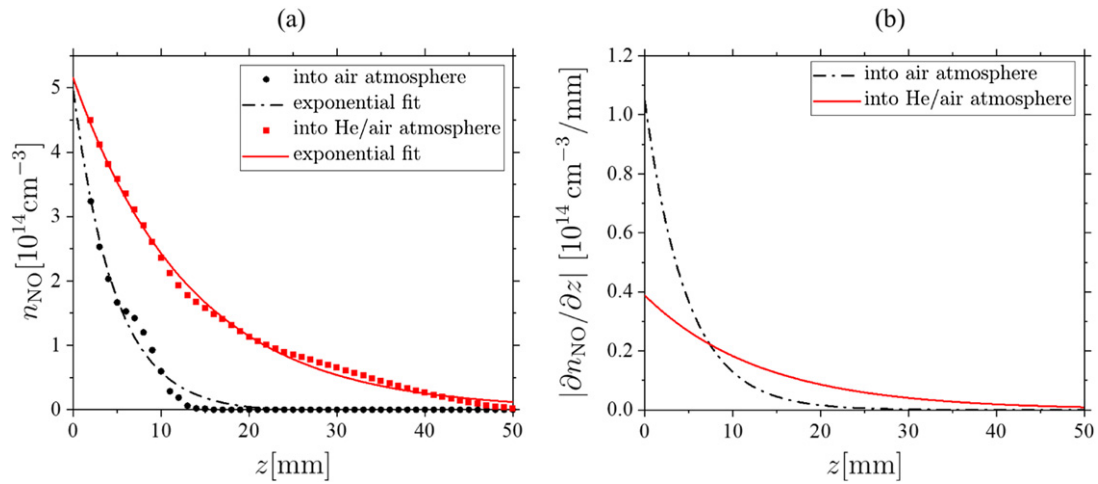 (a)
5
4
3
2
1
0
0 10 20 30 40 50
n_NO[10^14cm^−3]
z[mm]
into air atmosphere
exponential fit
into He/air atmosphere
exponential fit
(b)
1.2
1.0
0.8
0.6
0.4
0.2
0.0
0 10 20 30 40 50
|∂n_NO/∂z| [10^14 cm^−3/mm]
z[mm]
into air atmosphere
into He/air atmosphere